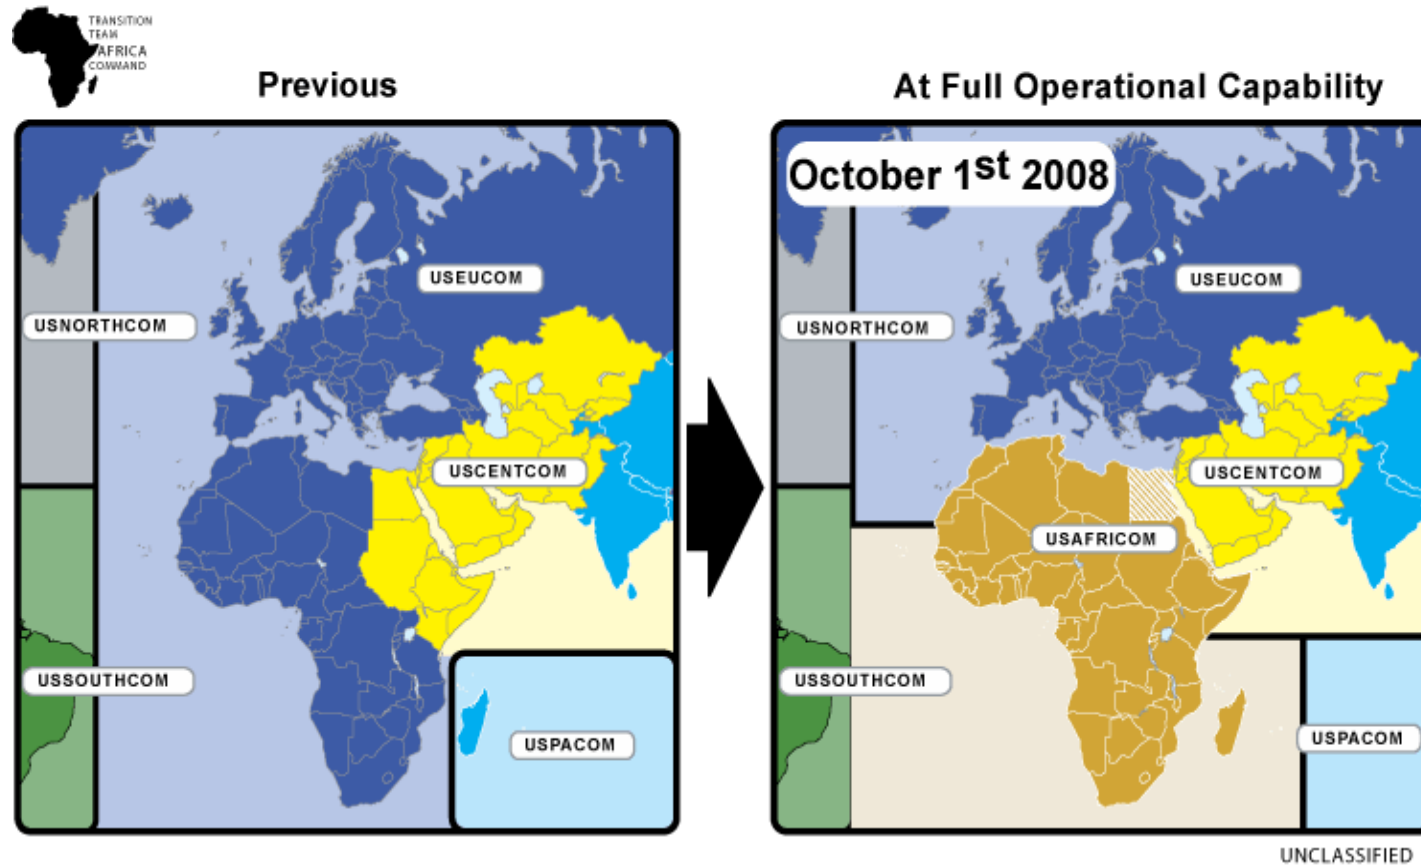 TRANSITION
TEAM
AFRICA
COMMAND
Previous
At Full Operational Capability
October 1st 2008
USEUCOM
USNORTHCOM
USCENTCOM
USSOUTHCOM
USPACOM
USEUCOM
USNORTHCOM
USCENTCOM
USAFRICOM
USSOUTHCOM
USPACOM
UNCLASSIFIED